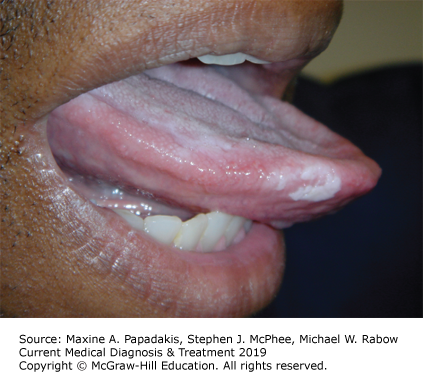 Source: Maxine A. Papadakis, Stephen J. McPhee, Michael W. Rabow
Current Medical Diagnosis & Treatment 2019
Copyright © McGraw-Hill Education. All rights reserved.